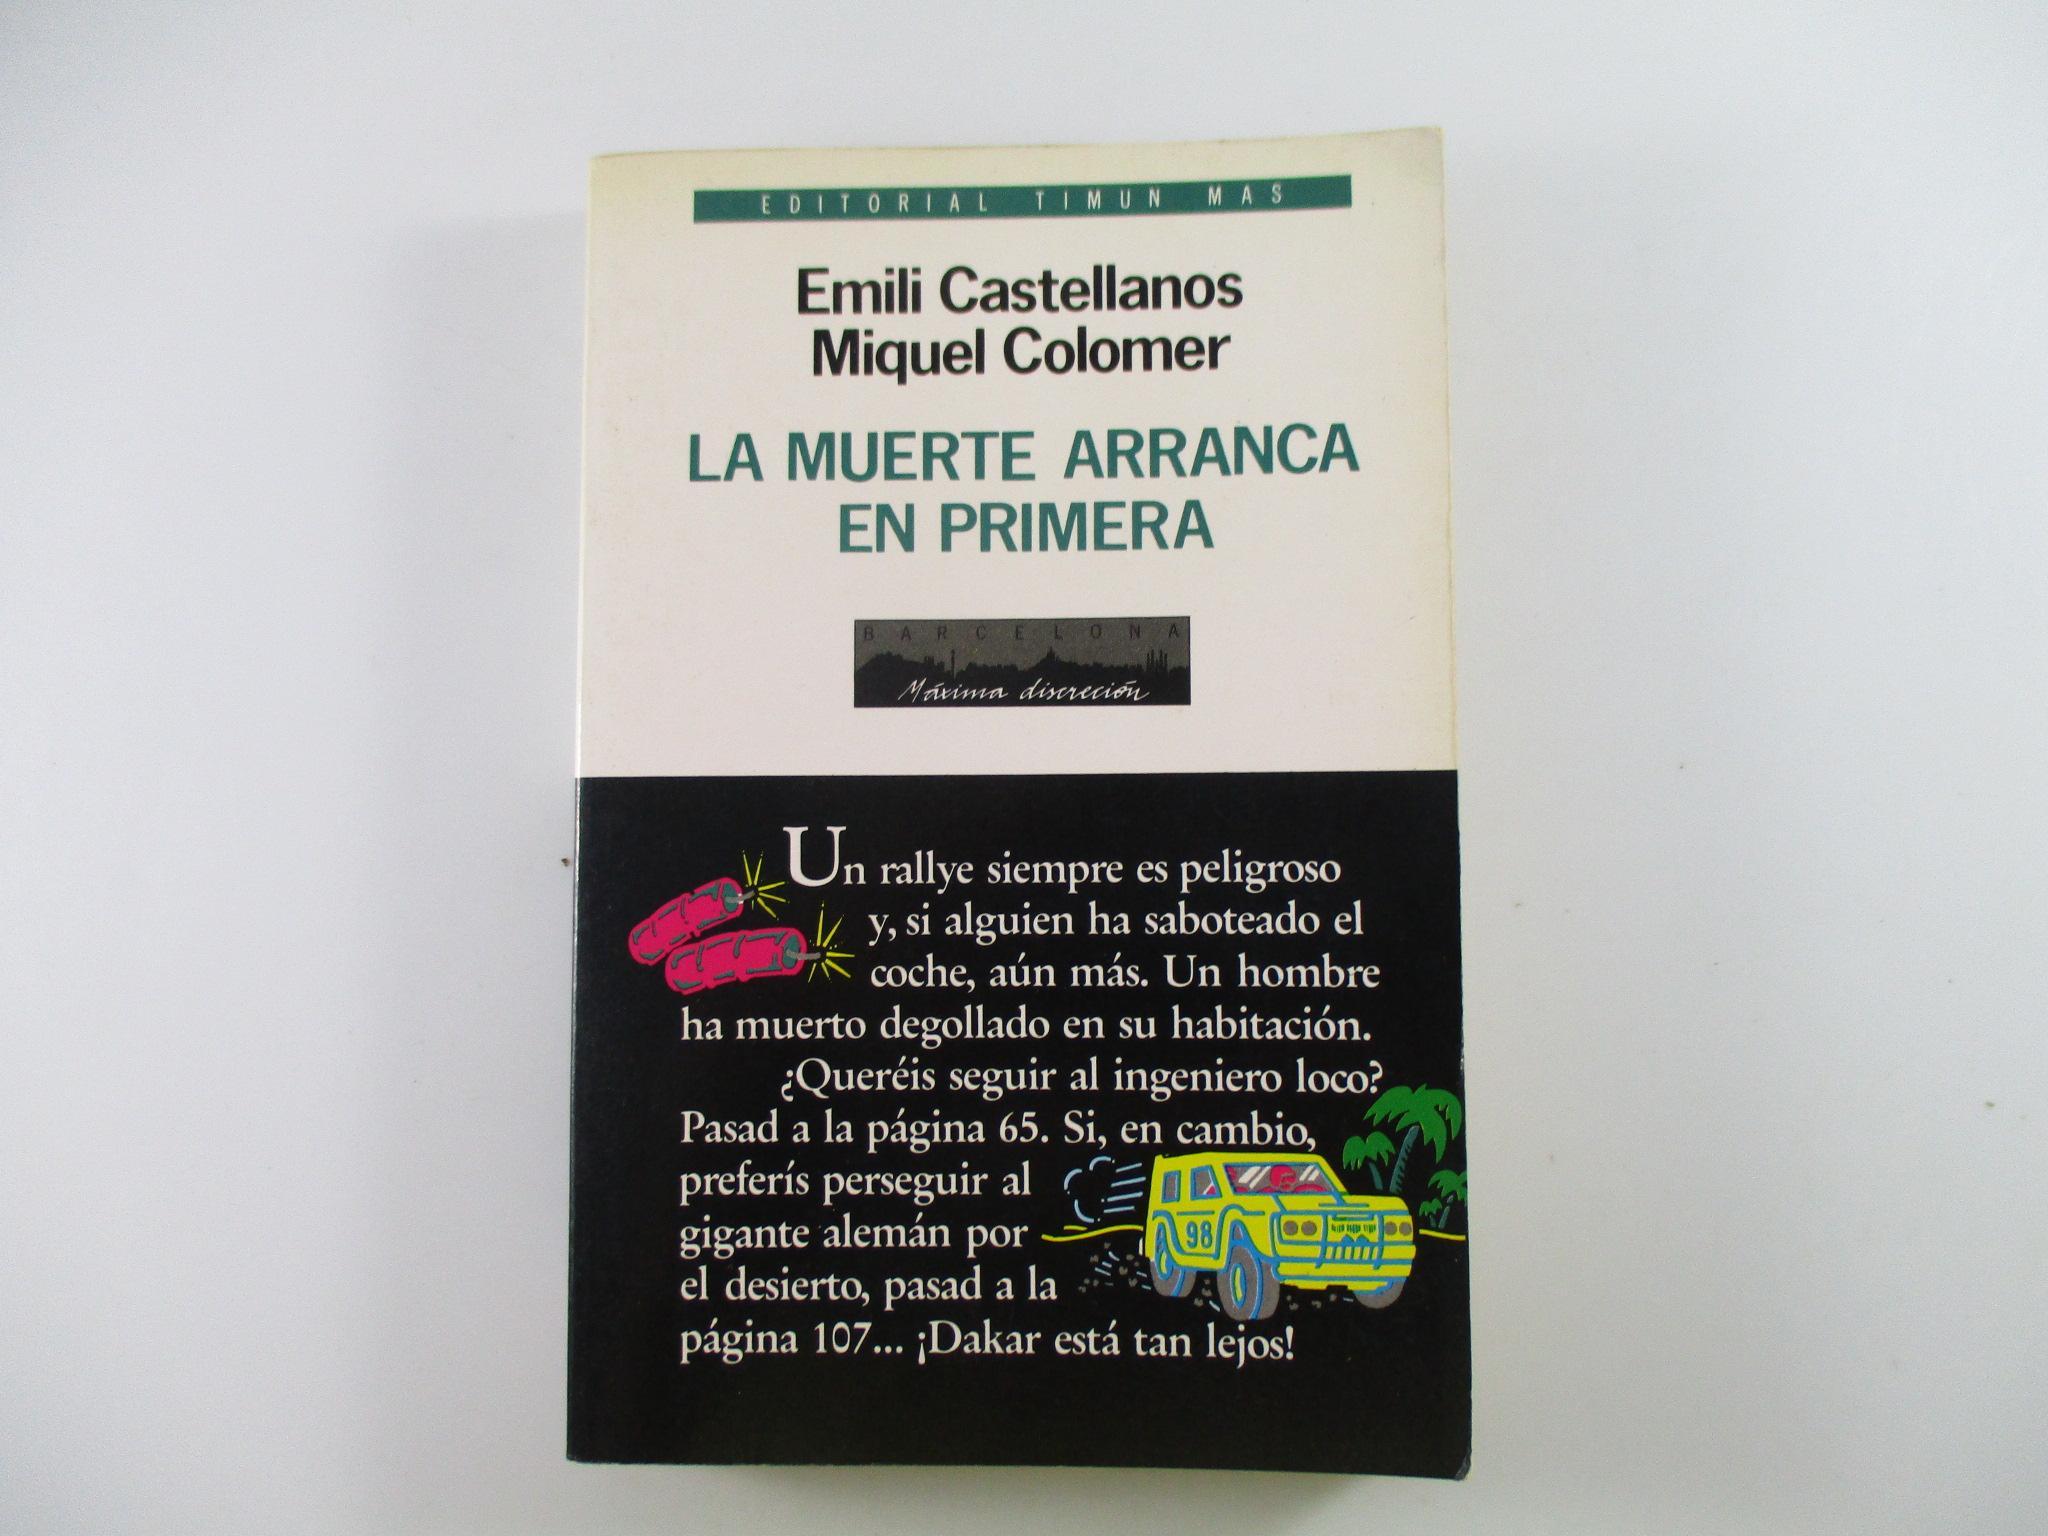 EDITORIAL TIMUN MAS
Emili Castellanos
Miquel Colomer
LA MUERTE ARRANCA
EN PRIMERA
BARCELONA
Máxima discreción
Un rallye siempre es peligroso
y, si alguien ha saboteado el
coche, aún más. Un hombre
ha muerto degollado en su habitación.
¿Queréis seguir al ingeniero loco?
Pasad a la página 65. Si, en cambio,
preferís perseguir al
gigante alemán por
98
el desierto, pasad a la
página 107... ¡Dakar está tan lejos!